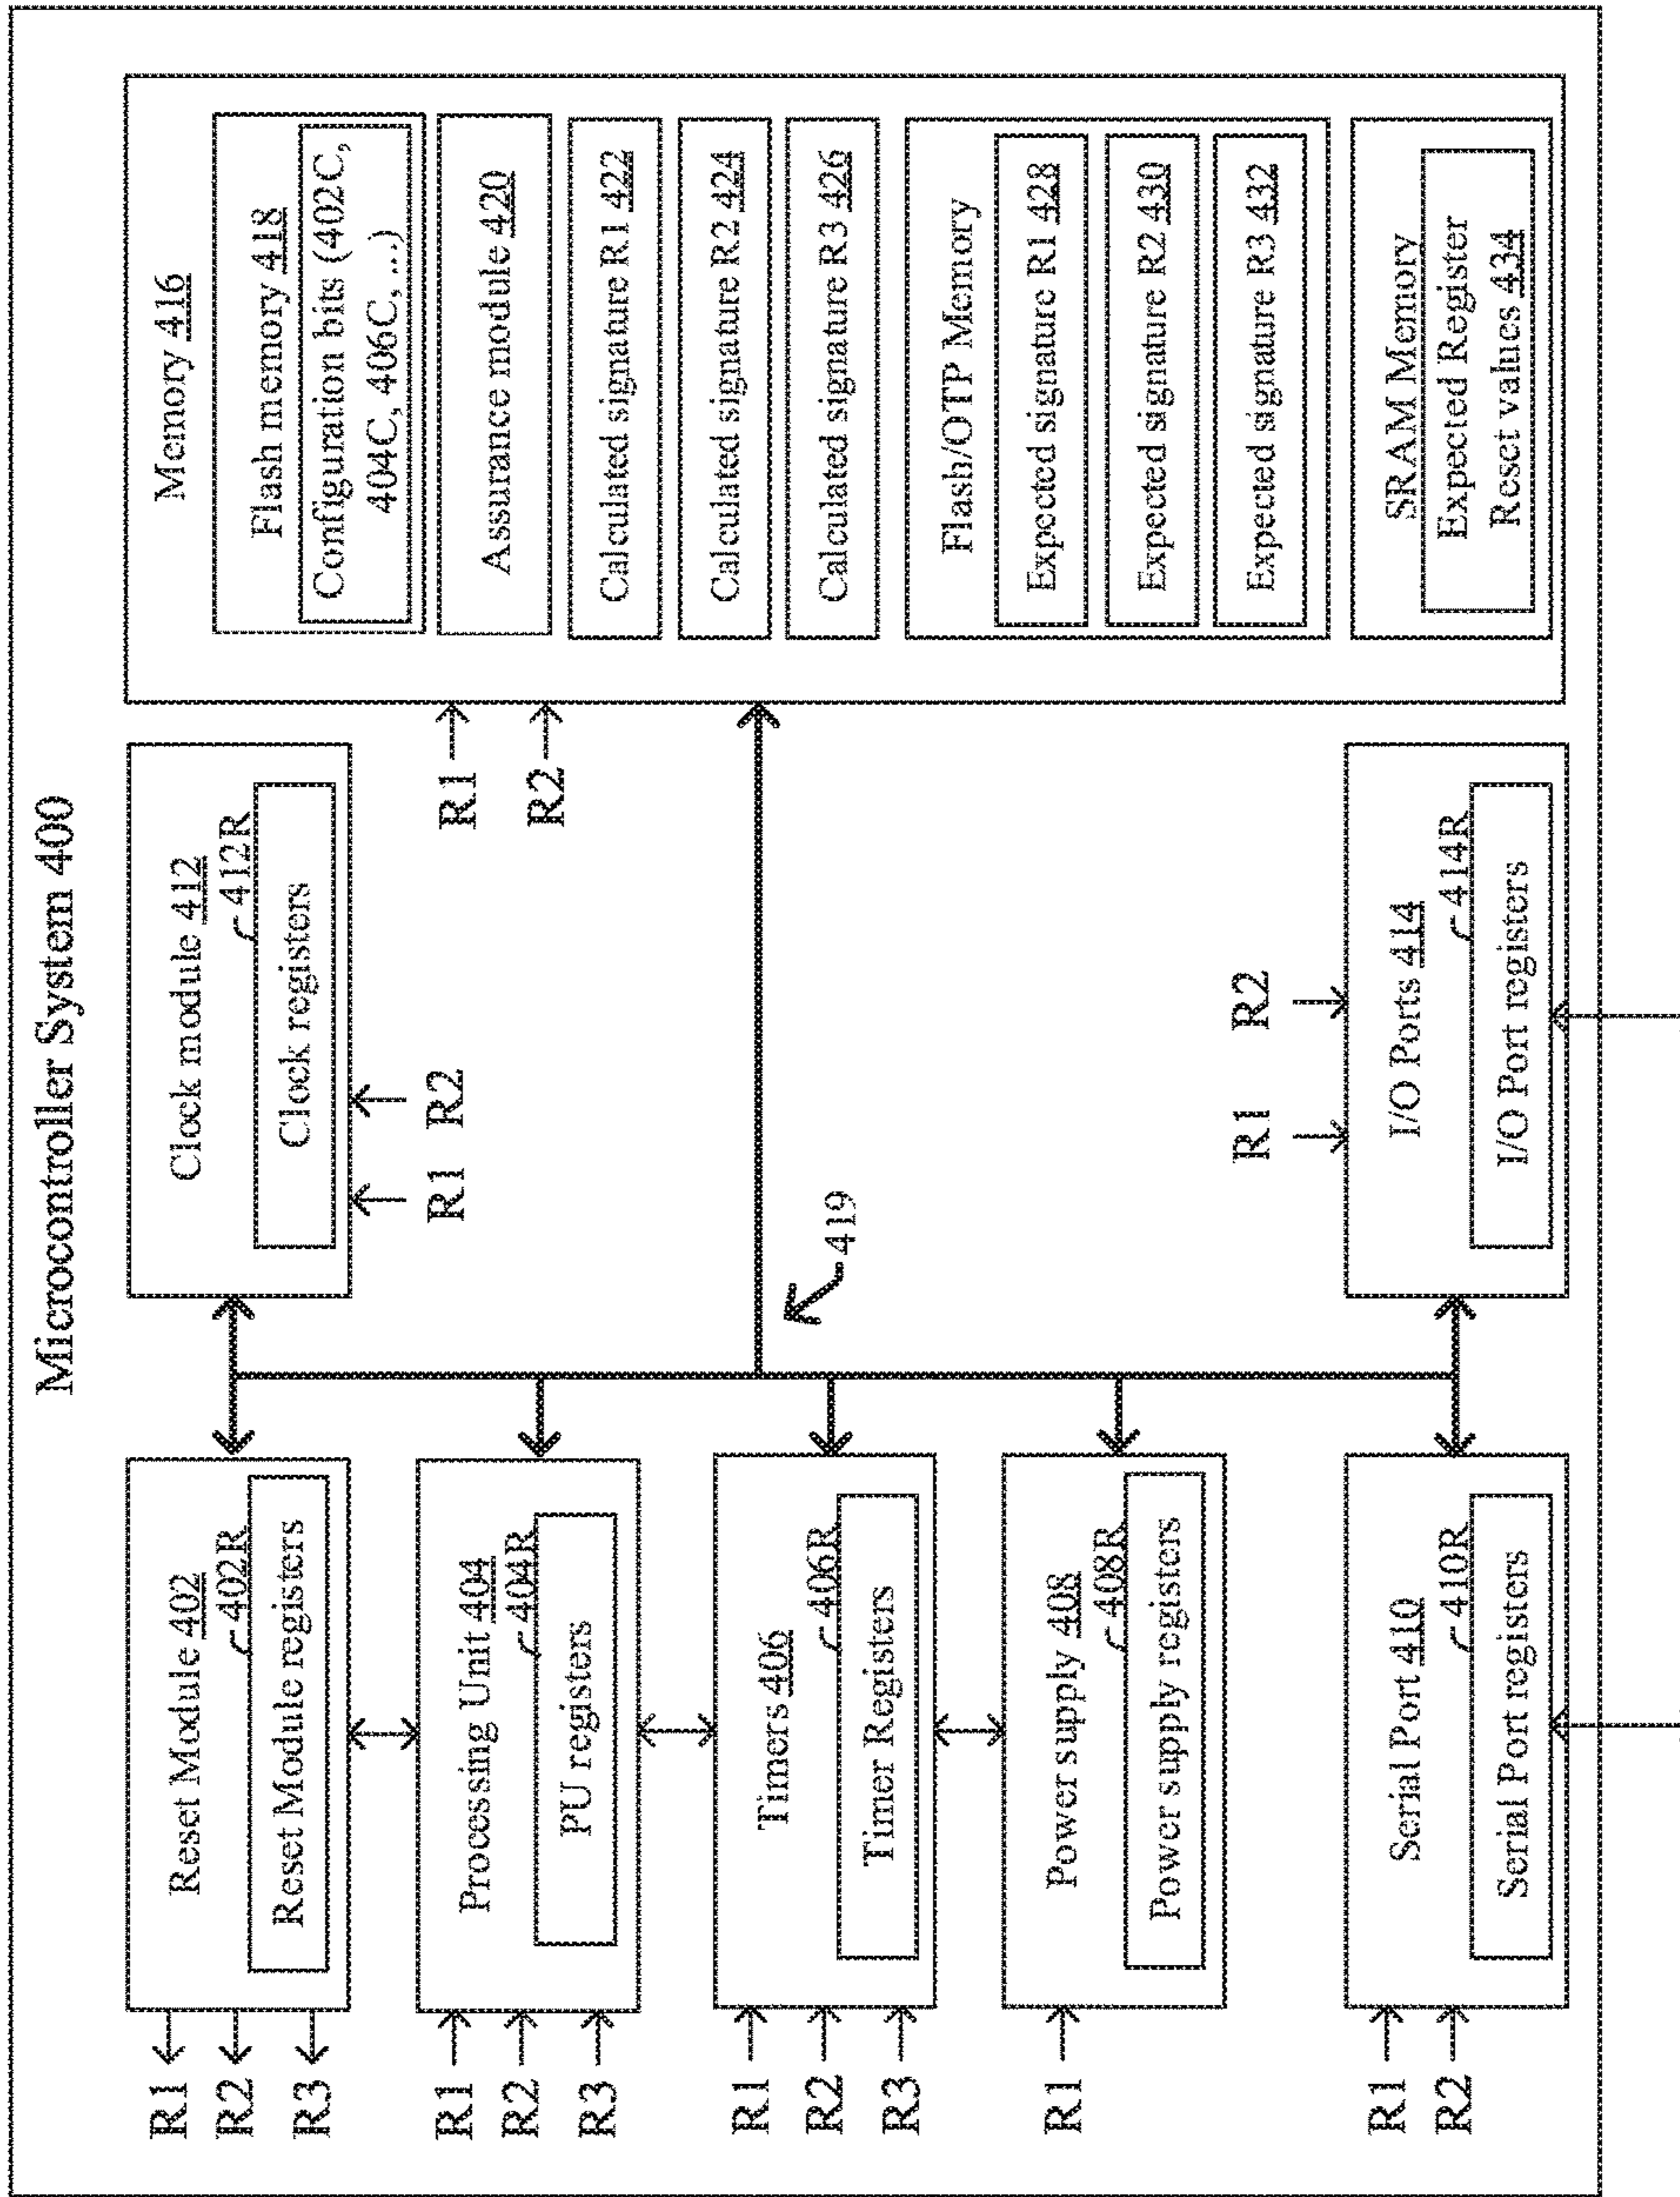 Microcontroller System 400
R1
R2
R3
Reset Module 402
402R
Reset Module registers
R1
R2
R3
Processing Unit 404
404R
PU registers
R1
R2
R3
Timers 406
406R
Timer Registers
R1
Power supply 408
408R
Power supply registers
R1
R2
Serial Port 410
410R
Serial Port registers
Clock module 412
412R
Clock registers
R1 R2
419
R1
R2
R1 R2
I/O Ports 414
414R
I/O Port registers
Memory 416
Flash memory 418
Configuration bits (402C,
404C, 406C, ...)
Assurance module 420
Calculated signature R1 422
Calculated signature R2 424
Calculated signature R3 426
Flash/OTP Memory
Expected signature R1 428
Expected signature R2 430
Expected signature R3 432
SRAM Memory
Expected Register
Reset values 434